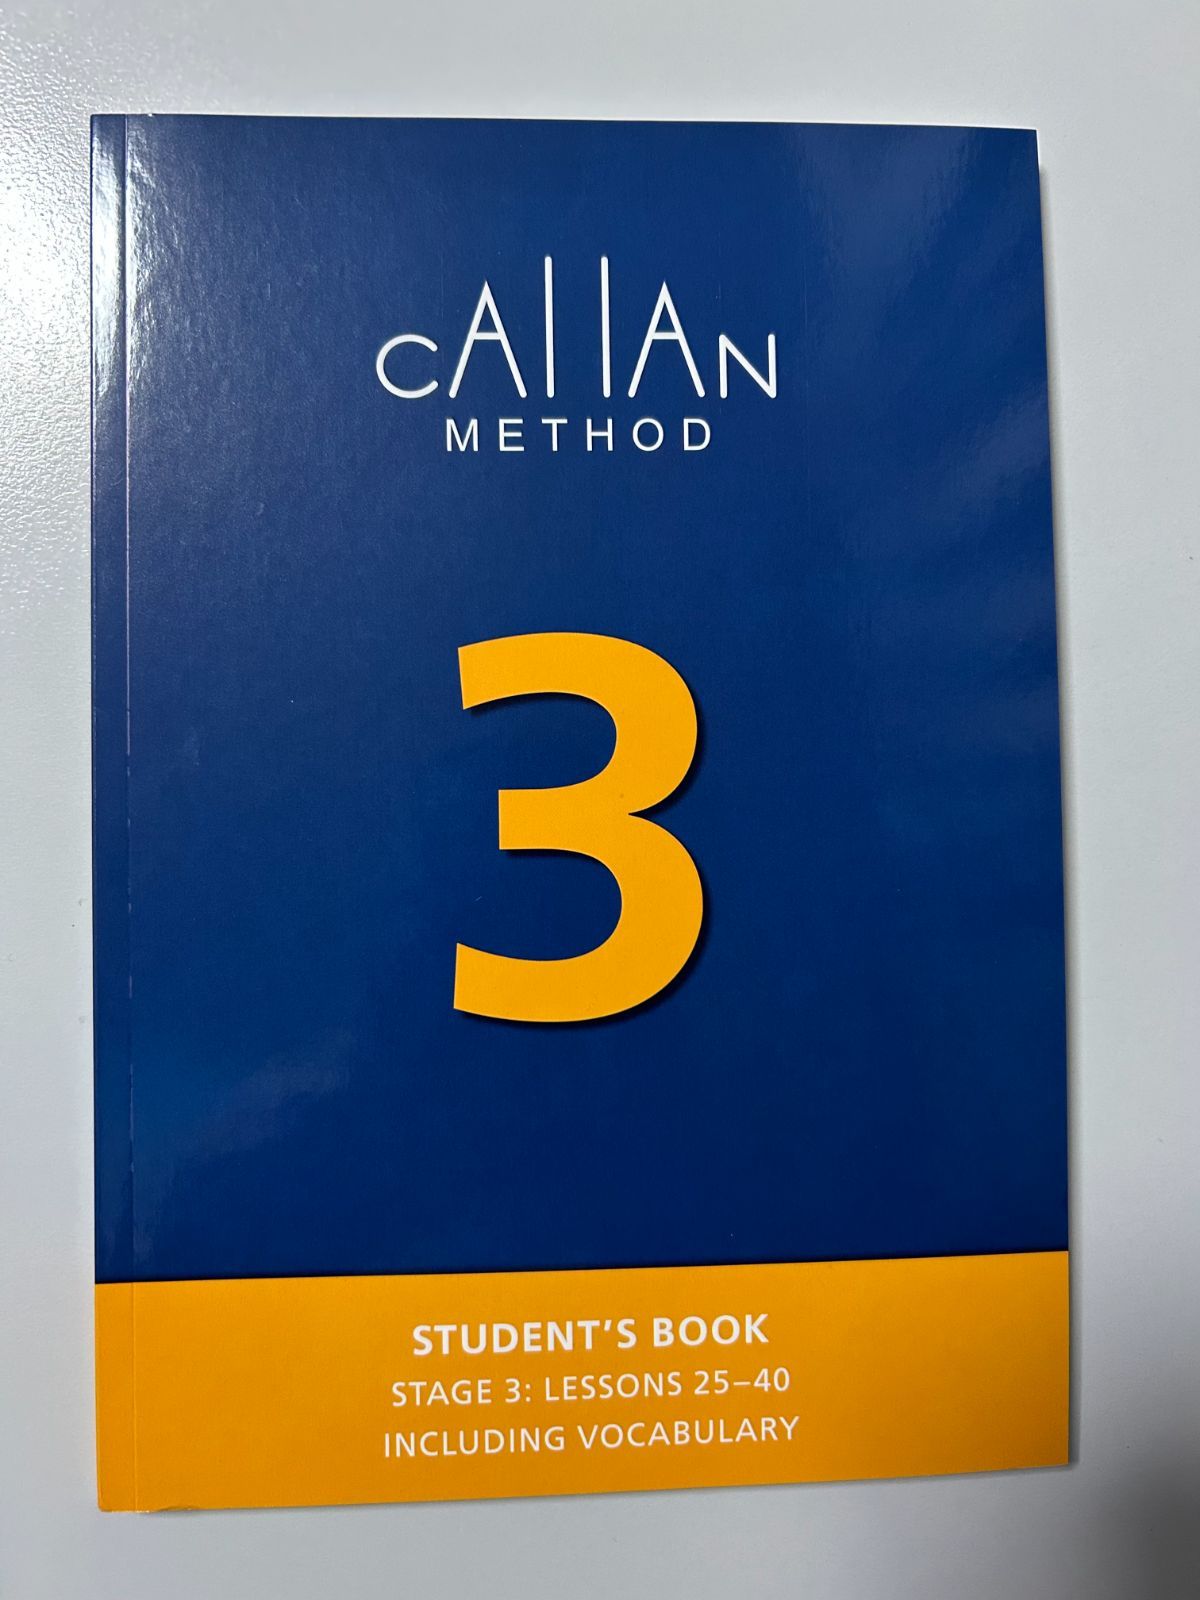 CALLAN
METHOD
3
STUDENT'S BOOK
STAGE 3: LESSONS 25–40
INCLUDING VOCABULARY